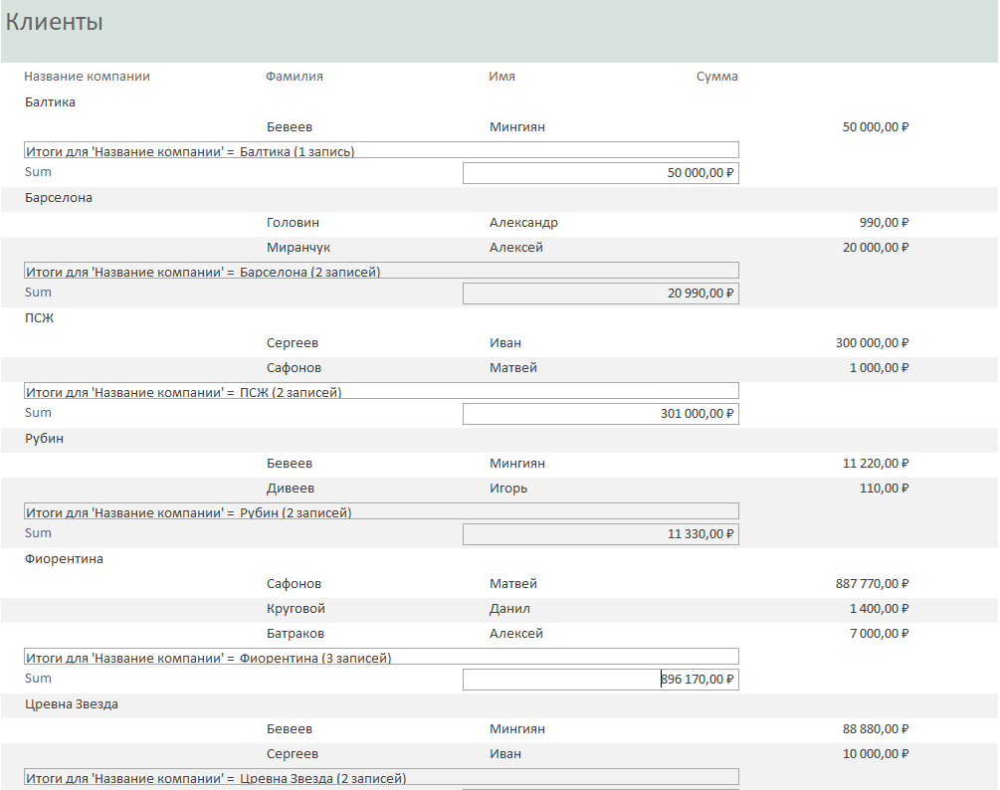 Клиенты
Название компании Фамилия Имя Сумма
Балтика
Бевеев Мингиян 50 000,00 ₽
Итоги для 'Название компании' = Балтика (1 запись)
Sum 50 000,00 ₽
Барселона
Головин Александр 990,00 ₽
Миранчук Алексей 20 000,00 ₽
Итоги для 'Название компании' = Барселона (2 записей)
Sum 20 990,00 ₽
ПСЖ
Сергеев Иван 300 000,00 ₽
Сафонов Матвей 1 000,00 ₽
Итоги для 'Название компании' = ПСЖ (2 записей)
Sum 301 000,00 ₽
Рубин
Бевеев Мингиян 11 220,00 ₽
Дивеев Игорь 110,00 ₽
Итоги для 'Название компании' = Рубин (2 записей)
Sum 11 330,00 ₽
Фиорентина
Сафонов Матвей 887 770,00 ₽
Круговой Данил 1 400,00 ₽
Батраков Алексей 7 000,00 ₽
Итоги для 'Название компании' = Фиорентина (3 записей)
Sum 896 170,00 ₽
Цревна Звезда
Бевеев Мингиян 88 880,00 ₽
Сергеев Иван 10 000,00 ₽
Итоги для 'Название компании' = Цревна Звезда (2 записей)